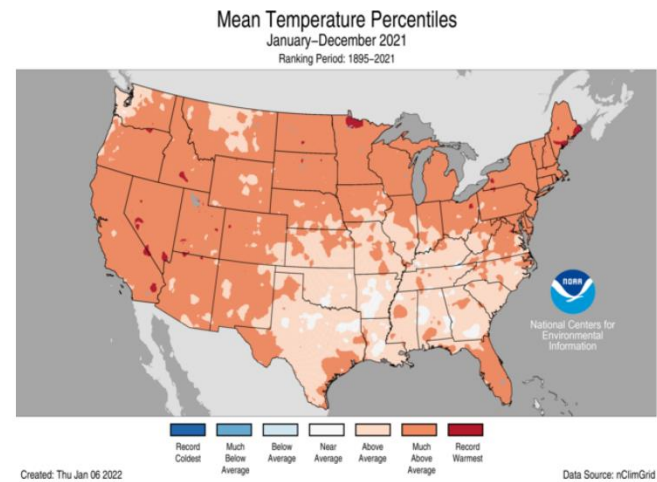 Mean Temperature Percentiles
January–December 2021
Ranking Period: 1895–2021
NOAA
National Centers for
Environmental
Information
Record
Coldest
Much
Below
Average
Below
Average
Near
Average
Above
Average
Much
Above
Average
Record
Warmest
Created: Thu Jan 06 2022
Data Source: nClimGrid